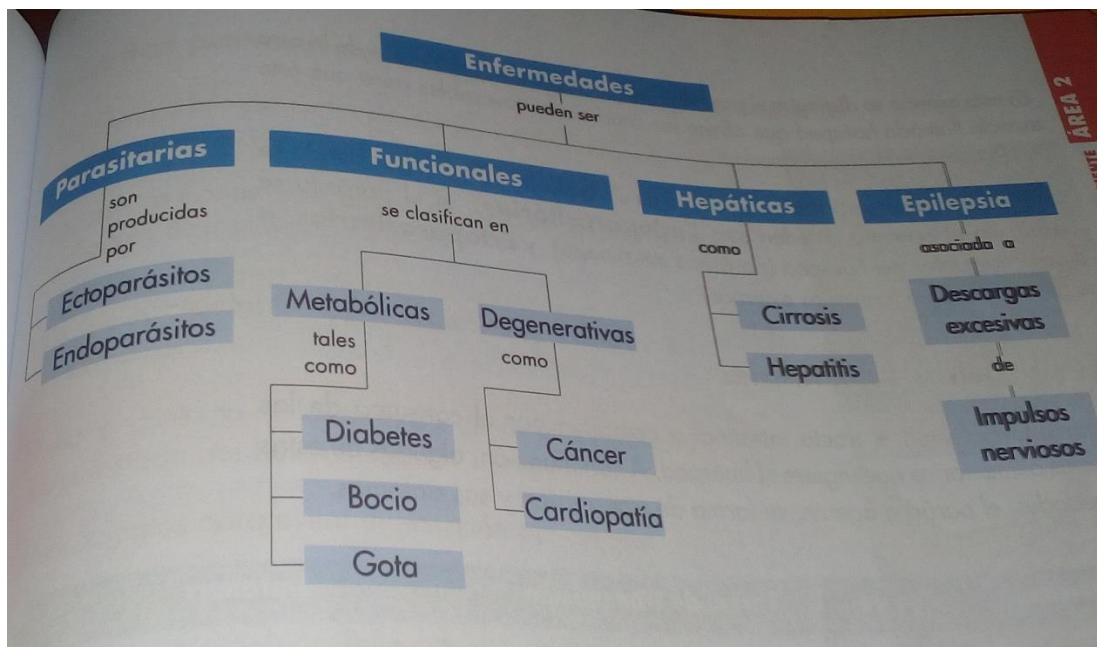 Enfermedades
pueden ser
Parasitarias
son
producidas
por
Ectoparásitos
Endoparásitos
Funcionales
se clasifican en
Metabólicas
tales
como
Diabetes
Bocio
Gota
Degenerativas
como
Cáncer
Cardiopatía
Hepáticas
como
Cirrosis
Hepatitis
Epilepsia
asociada a
Descargas
excesivas
de
Impulsos
nerviosos
ÁREA 2